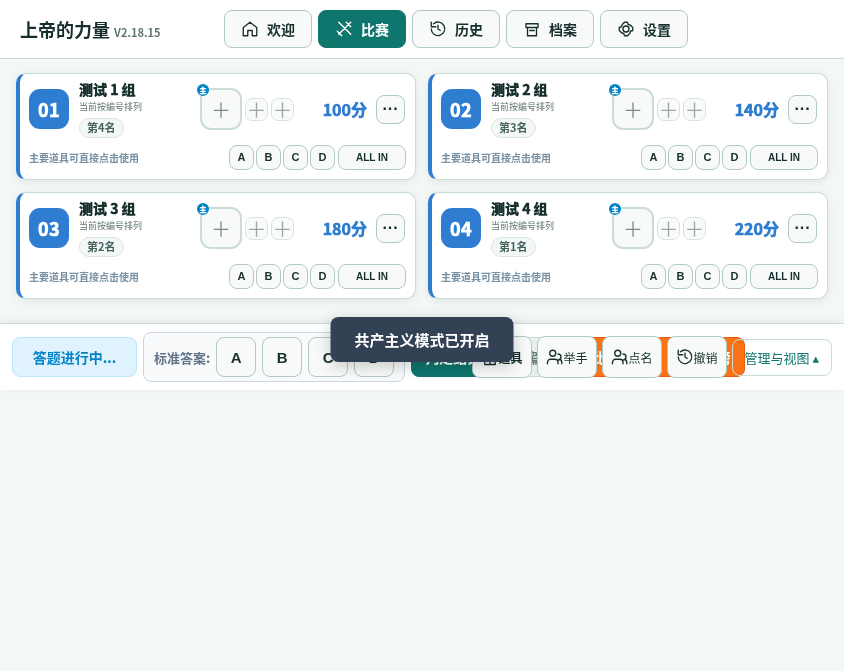 上帝的力量 V2.18.15
欢迎
比赛
历史
档案
设置
01
测试 1 组
当前按编号排列
第4名
主
100分
...
主要道具可直接点击使用
A B C D ALL IN
02
测试 2 组
当前按编号排列
第3名
主
140分
...
主要道具可直接点击使用
A B C D ALL IN
03
测试 3 组
当前按编号排列
第2名
主
180分
...
主要道具可直接点击使用
A B C D ALL IN
04
测试 4 组
当前按编号排列
第1名
主
220分
...
主要道具可直接点击使用
A B C D ALL IN
共产主义模式已开启
答题进行中...
标准答案:
A B C
举手
点名
撤销
管理与视图▲